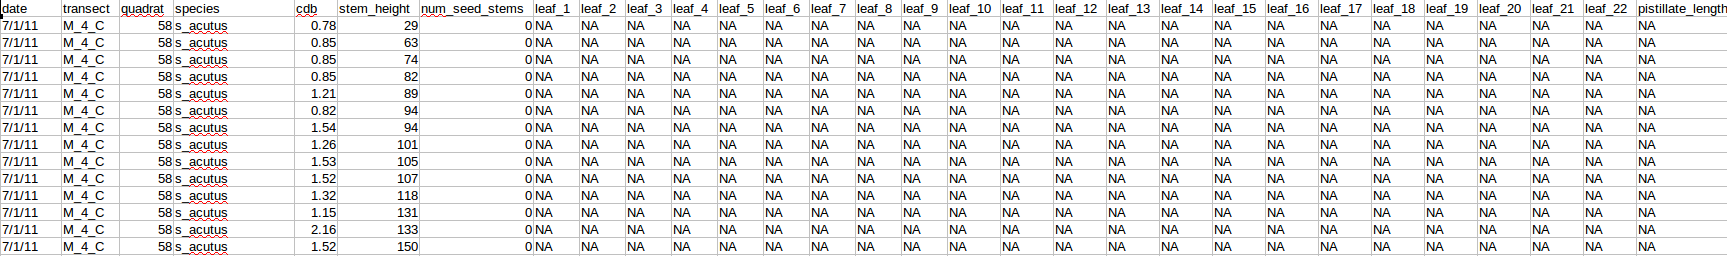 date transect quadrat species cdb stem_height num_seed_stems leaf_1 leaf_2 leaf_3 leaf_4 leaf_5 leaf_6 leaf_7 leaf_8 leaf_9 leaf_10 leaf_11 leaf_12 leaf_13 leaf_14 leaf_15 leaf_16 leaf_17 leaf_18 leaf_19 leaf_20 leaf_21 leaf_22 pistillate_length
7/1/11 M_4_C 58 s_acutus 0.78 29 0 NA NA NA NA NA NA NA NA NA NA NA NA NA NA NA NA NA NA NA NA NA NA NA
7/1/11 M_4_C 58 s_acutus 0.85 63 0 NA NA NA NA NA NA NA NA NA NA NA NA NA NA NA NA NA NA NA NA NA NA NA
7/1/11 M_4_C 58 s_acutus 0.85 74 0 NA NA NA NA NA NA NA NA NA NA NA NA NA NA NA NA NA NA NA NA NA NA NA
7/1/11 M_4_C 58 s_acutus 0.85 82 0 NA NA NA NA NA NA NA NA NA NA NA NA NA NA NA NA NA NA NA NA NA NA NA
7/1/11 M_4_C 58 s_acutus 1.21 89 0 NA NA NA NA NA NA NA NA NA NA NA NA NA NA NA NA NA NA NA NA NA NA NA
7/1/11 M_4_C 58 s_acutus 0.82 94 0 NA NA NA NA NA NA NA NA NA NA NA NA NA NA NA NA NA NA NA NA NA NA NA
7/1/11 M_4_C 58 s_acutus 1.54 94 0 NA NA NA NA NA NA NA NA NA NA NA NA NA NA NA NA NA NA NA NA NA NA NA
7/1/11 M_4_C 58 s_acutus 1.26 101 0 NA NA NA NA NA NA NA NA NA NA NA NA NA NA NA NA NA NA NA NA NA NA NA
7/1/11 M_4_C 58 s_acutus 1.53 105 0 NA NA NA NA NA NA NA NA NA NA NA NA NA NA NA NA NA NA NA NA NA NA NA
7/1/11 M_4_C 58 s_acutus 1.52 107 0 NA NA NA NA NA NA NA NA NA NA NA NA NA NA NA NA NA NA NA NA NA NA NA
7/1/11 M_4_C 58 s_acutus 1.32 118 0 NA NA NA NA NA NA NA NA NA NA NA NA NA NA NA NA NA NA NA NA NA NA NA
7/1/11 M_4_C 58 s_acutus 1.15 131 0 NA NA NA NA NA NA NA NA NA NA NA NA NA NA NA NA NA NA NA NA NA NA NA
7/1/11 M_4_C 58 s_acutus 2.16 133 0 NA NA NA NA NA NA NA NA NA NA NA NA NA NA NA NA NA NA NA NA NA NA NA
7/1/11 M_4_C 58 s_acutus 1.52 150 0 NA NA NA NA NA NA NA NA NA NA NA NA NA NA NA NA NA NA NA NA NA NA NA